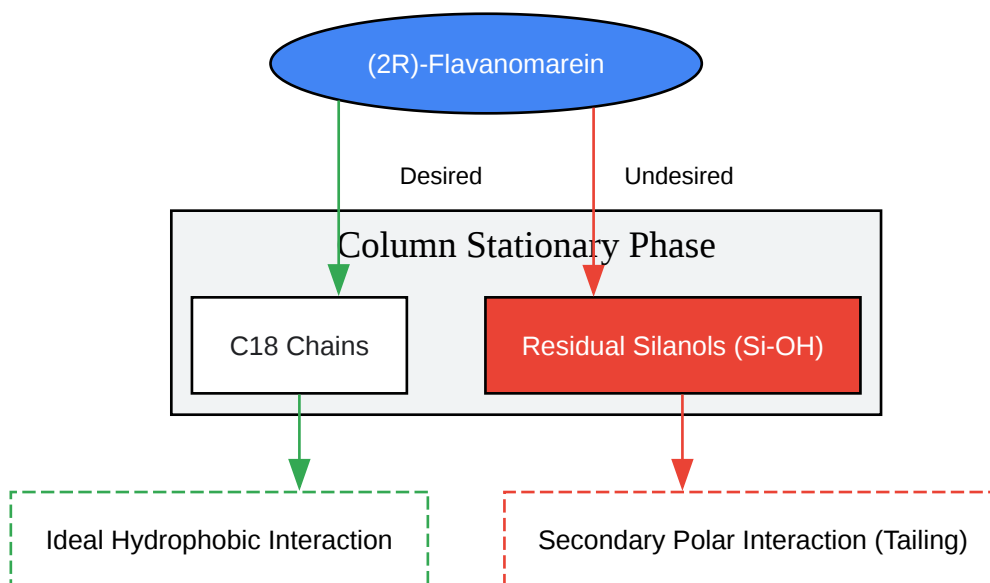 (2R)-Flavanomarein
Desired
Undesired
Column Stationary Phase
C18 Chains
Residual Silanols (Si-OH)
Ideal Hydrophobic Interaction
Secondary Polar Interaction (Tailing)